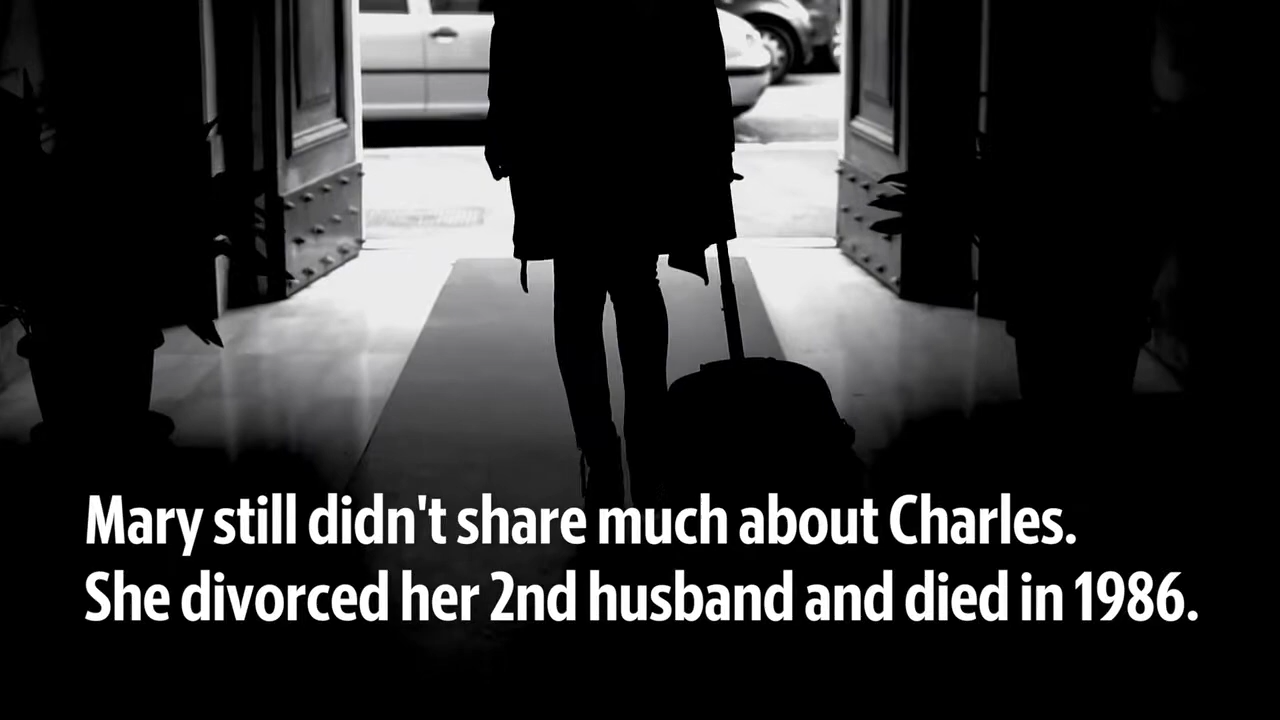 Mary still didn't share much about Charles.
She divorced her 2nd husband and died in 1986.